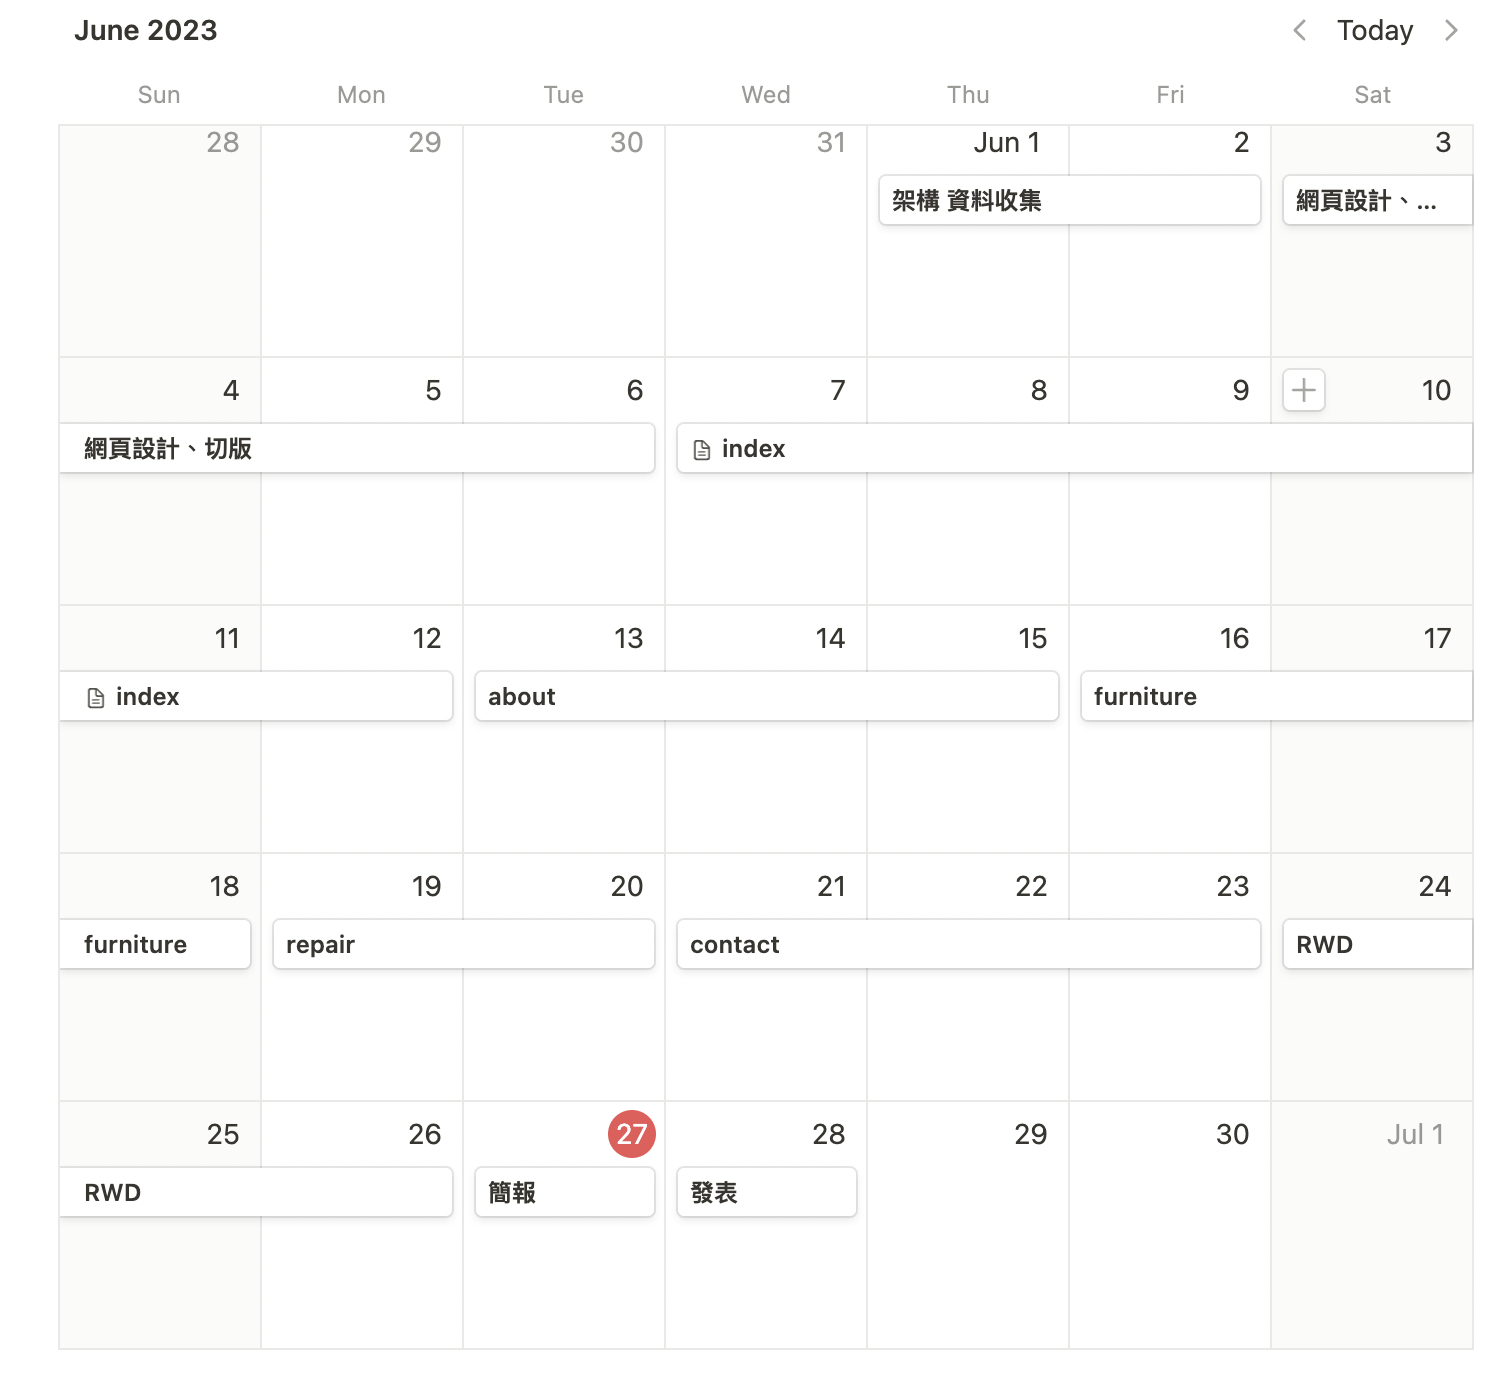 June 2023
Today
Sun Mon Tue Wed Thu Fri Sat
28 29 30 31 Jun 1 2 3
架構 資料收集 網頁設計、...
4 5 6 7 8 9 10
網頁設計、切版 index
11 12 13 14 15 16 17
index about furniture
18 19 20 21 22 23 24
furniture repair contact RWD
25 26 27 28 29 30 Jul 1
RWD 簡報 發表